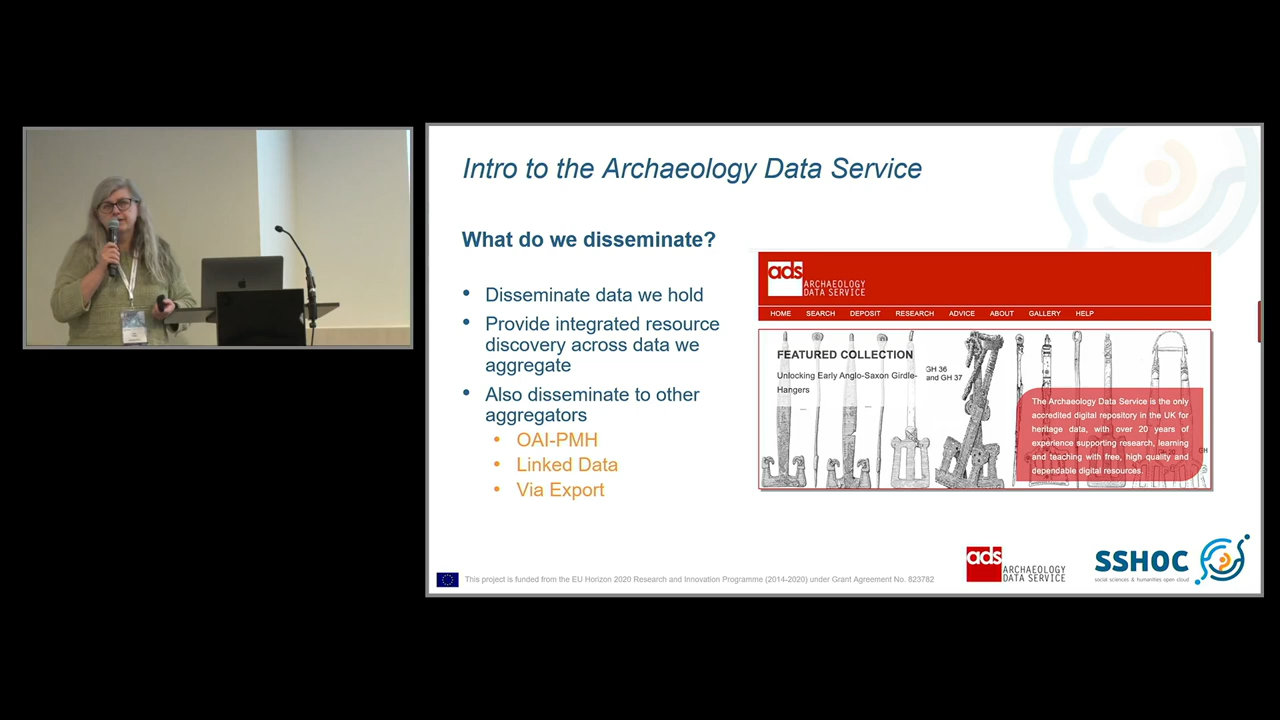 Intro to the Archaeology Data Service
What do we disseminate?
• Disseminate data we hold
• Provide integrated resource
discovery across data we
aggregate
• Also disseminate to other
aggregators
• OAI-PMH
• Linked Data
• Via Export
ads
ARCHAEOLOGY
DATA SERVICE
HOME SEARCH DEPOSIT RESEARCH ADVICE ABOUT GALLERY HELP
FEATURED COLLECTION
Unlocking Early Anglo-Saxon Girdle-
Hangers
GH 36
and GH 37
The Archaeology Data Service is the only
accredited digital repository in the UK for
heritage data, with over 20 years of
experience supporting research, learning
and teaching with free, high quality and
dependable digital resources.
GH
This project is funded from the EU Horizon 2020 Research and Innovation Programme (2014-2020) under Grant Agreement No. 823782
ads
ARCHAEOLOGY
DATA SERVICE
SSHOC
social sciences & humanities open cloud